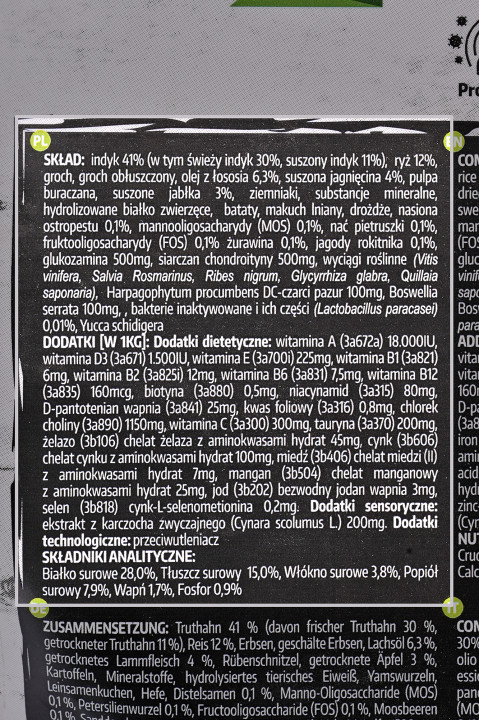 Pro
PL
EN
SKŁAD: indyk 41% (w tym świeży indyk 30%, suszony indyk 11%), ryż 12%,
groch, groch obłuszczony, olej z łososia 6,3%, suszona jagnięcina 4%, pulpa
buraczana, suszone jabłka 3%, ziemniaki, substancje mineralne,
hydrolizowane białko zwierzęce, bataty, makuch lniany, drożdże, nasiona
ostropestu 0,1%, mannooligosacharydy (MOS) 0,1%, nać pietruszki 0,1%,
fruktooligosacharydy (FOS) 0,1% żurawina 0,1%, jagody rokitnika 0,1%,
glukozamina 500mg, siarczan chondroityny 500mg, wyciągi roślinne (Vitis
vinifera, Salvia Rosmarinus, Ribes nigrum, Glycyrrhiza glabra, Quillaia
saponaria), Harpagophytum procumbens DC-czarci pazur 100mg, Boswellia
serrata 100mg, , bakterie inaktywowane i ich części (Lactobacillus paracasei)
0,01%, Yucca schidigera
DODATKI [W 1KG]: Dodatki dietetyczne: witamina A (3a672a) 18.000IU,
witamina D3 (3a671) 1.500IU, witamina E (3a700i) 225mg, witamina B1 (3a821)
6mg, witamina B2 (3a825i) 12mg, witamina B6 (3a831) 7,5mg, witamina B12
(3a835) 160mcg, biotyna (3a880) 0,5mg, niacynamid (3a315) 80mg,
D-pantotenian wapnia (3a841) 25mg, kwas foliowy (3a316) 0,8mg, chlorek
choliny (3a890) 1150mg, witamina C (3a300) 300mg, tauryna (3a370) 200mg,
żelazo (3b106) chelat żelaza z aminokwasami hydrat 45mg, cynk (3b606)
chelat cynku z aminokwasami hydrat 100mg, miedź (3b406) chelat miedzi (II)
z aminokwasami hydrat 7mg, mangan (3b504) chelat manganowy
z aminokwasami hydrat 25mg, jod (3b202) bezwodny jodan wapnia 3mg,
selen (3b818) cynk-L-selenometionina 0,2mg. Dodatki sensoryczne:
ekstrakt z karczocha zwyczajnego (Cynara scolumus L.) 200mg. Dodatki
technologiczne: przeciwutleniacz
SKŁADNIKI ANALITYCZNE:
Białko surowe 28,0%, Tłuszcz surowy 15,0%, Włókno surowe 3,8%, Popiół
surowy 7,9%, Wapń 1,7%, Fosfor 0,9%
DE
IT
ZUSAMMENSETZUNG: Truthahn 41 % (davon frischer Truthahn 30 %,
getrockneter Truthahn 11 %), Reis 12 %, Erbsen, geschälte Erbsen, Lachsöl 6,3 %,
getrocknetes Lammfleisch 4 %, Rübenschnitzel, getrocknete Äpfel 3 %,
Kartoffeln, Mineralstoffe, hydrolysiertes tierisches Eiweiß, Yamswurzeln,
Leinsamenkuchen, Hefe, Distelsamen 0,1 %, Manno-Oligosaccharide (MOS)
0,1 %, Petersilienwurzel 0,1 %, Fructooligosaccharide (FOS) 0,1 %, Moosbeeren